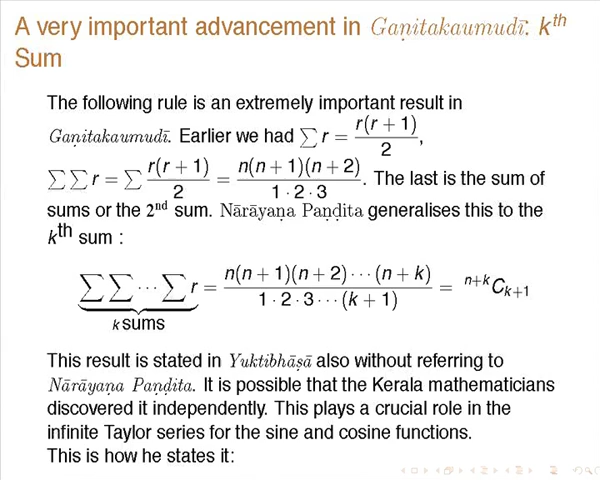 A very important advancement in Gaṇitakaumudī: kᵗʰ
Sum
The following rule is an extremely important result in
Gaṇitakaumudī. Earlier we had ∑ r = r(r + 1)/2,
∑ ∑ r = ∑ r(r + 1)/2 = n(n + 1)(n + 2)/1 · 2 · 3. The last is the sum of
sums or the 2ⁿᵈ sum. Nārāyaṇa Paṇḍita generalises this to the
kᵗʰ sum :
∑ ∑ ··· ∑ r = n(n + 1)(n + 2) ··· (n + k)/1 · 2 · 3 ··· (k + 1) = ⁿ⁺ᵏCₖ₊₁
k sums
This result is stated in Yuktibhāṣā also without referring to
Nārāyaṇa Paṇḍita. It is possible that the Kerala mathematicians
discovered it independently. This plays a crucial role in the
infinite Taylor series for the sine and cosine functions.
This is how he states it: